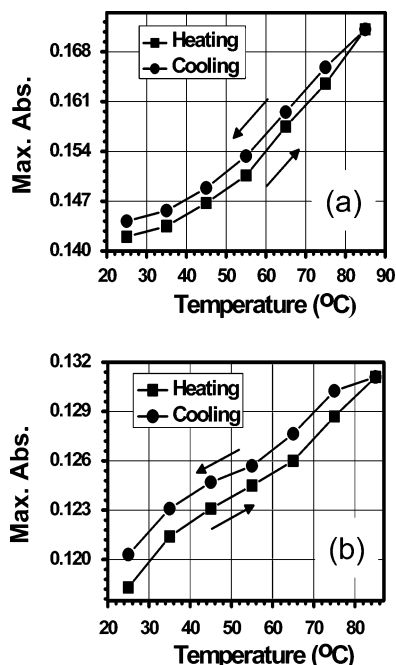 0.168
0.161
0.154
0.147
0.140
Max. Abs.
Heating
Cooling
(a)
20 30 40 50 60 70 80 90
Temperature (ºC)
0.132
0.129
0.126
0.123
0.120
Max. Abs.
Heating
Cooling
(b)
20 30 40 50 60 70 80
Temperature (ºC)